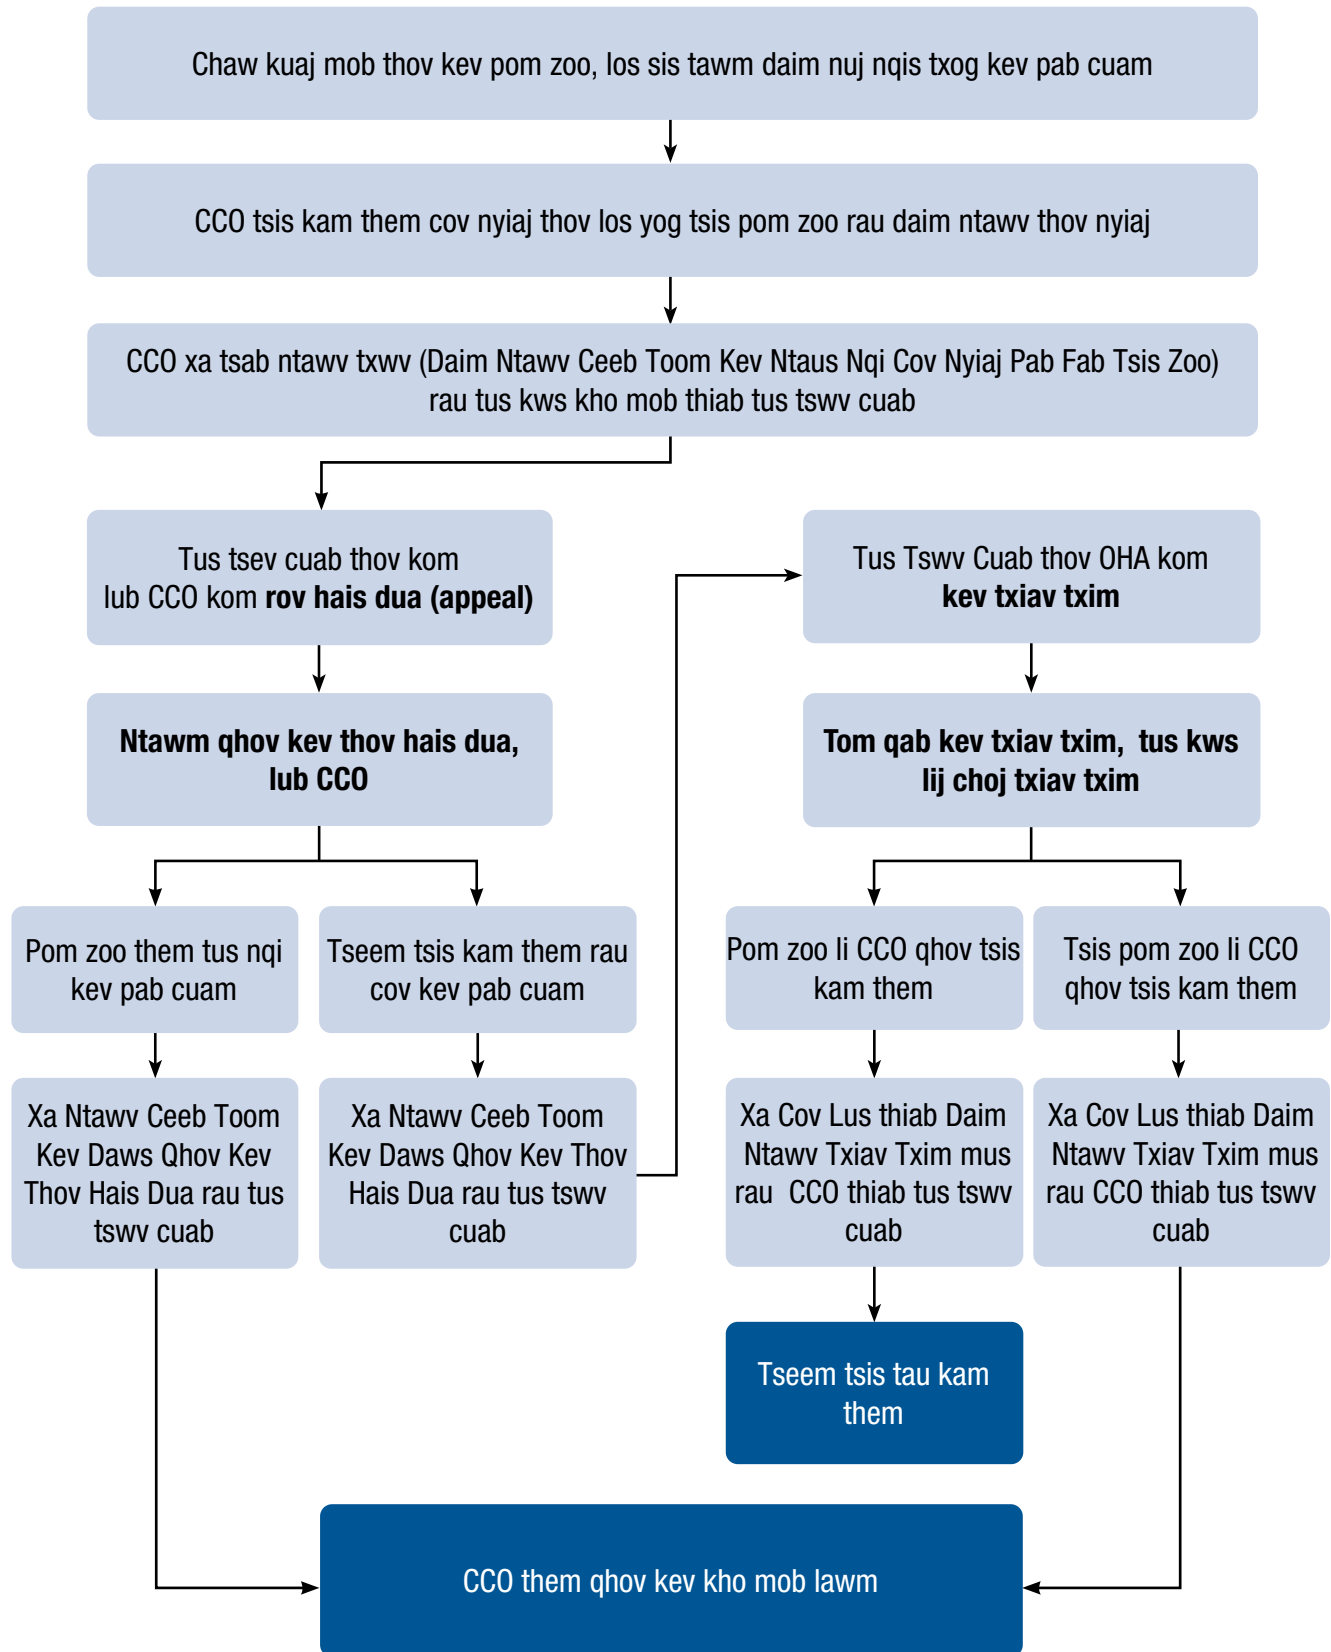 Chaw kuaj mob thov kev pom zoo, los sis tawm daim nuj nqis txog kev pab cuam
CCO tsis kam them cov nyiaj thov los yog tsis pom zoo rau daim ntawv thov nyiaj
CCO xa tsab ntawv txwv (Daim Ntawv Ceeb Toom Kev Ntaus Nqi Cov Nyiaj Pab Fab Tsis Zoo)
rau tus kws kho mob thiab tus tswv cuab
Tus tsev cuab thov kom
lub CCO kom rov hais dua (appeal)
Ntawm qhov kev thov hais dua,
lub CCO
Pom zoo them tus nqi
kev pab cuam
Tseem tsis kam them rau
cov kev pab cuam
Xa Ntawv Ceeb Toom
Kev Daws Qhov Kev
Thov Hais Dua rau tus
tswv cuab
Xa Ntawv Ceeb Toom
Kev Daws Qhov Kev Thov
Hais Dua rau tus tswv
cuab
Tus Tswv Cuab thov OHA kom
kev txiav txim
Tom qab kev txiav txim, tus kws
lij choj txiav txim
Pom zoo li CCO qhov tsis
kam them
Tsis pom zoo li CCO
qhov tsis kam them
Xa Cov Lus thiab Daim
Ntawv Txiav Txim mus
rau CCO thiab tus tswv
cuab
Xa Cov Lus thiab Daim
Ntawv Txiav Txim mus
rau CCO thiab tus tswv
cuab
Tseem tsis tau kam
them
CCO them qhov kev kho mob lawm